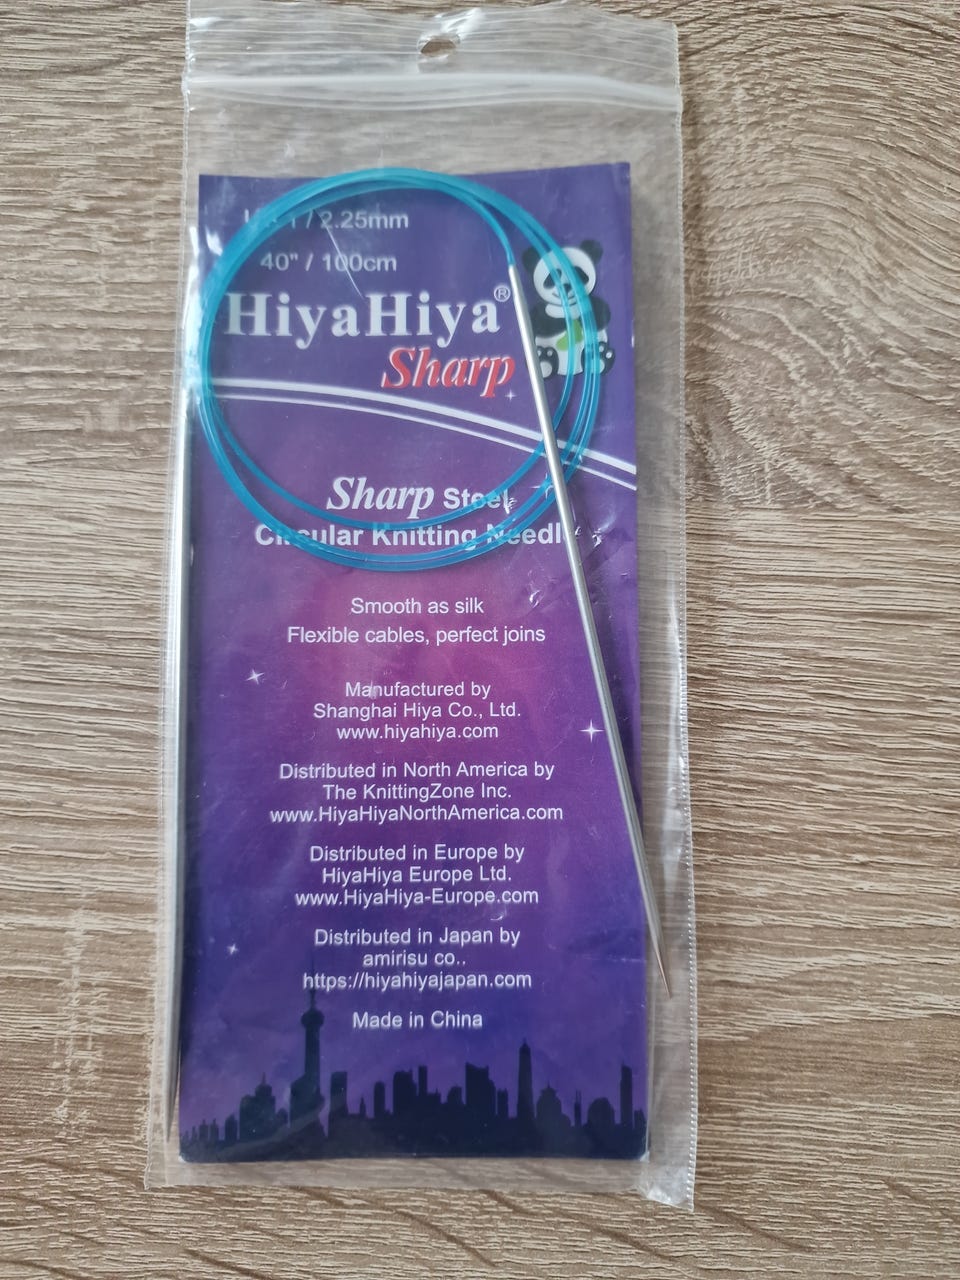 1 / 2.25mm
40" / 100cm
HiyaHiya®
Sharp
Sharp Steel
Circular Knitting Needle
Smooth as silk
Flexible cables, perfect joins
Manufactured by
Shanghai Hiya Co., Ltd.
www.hiyahiya.com
Distributed in North America by
The KnittingZone Inc.
www.HiyaHiyaNorthAmerica.com
Distributed in Europe by
HiyaHiya Europe Ltd.
www.HiyaHiya-Europe.com
Distributed in Japan by
amirisu co..
https://hiyahiyajapan.com
Made in China